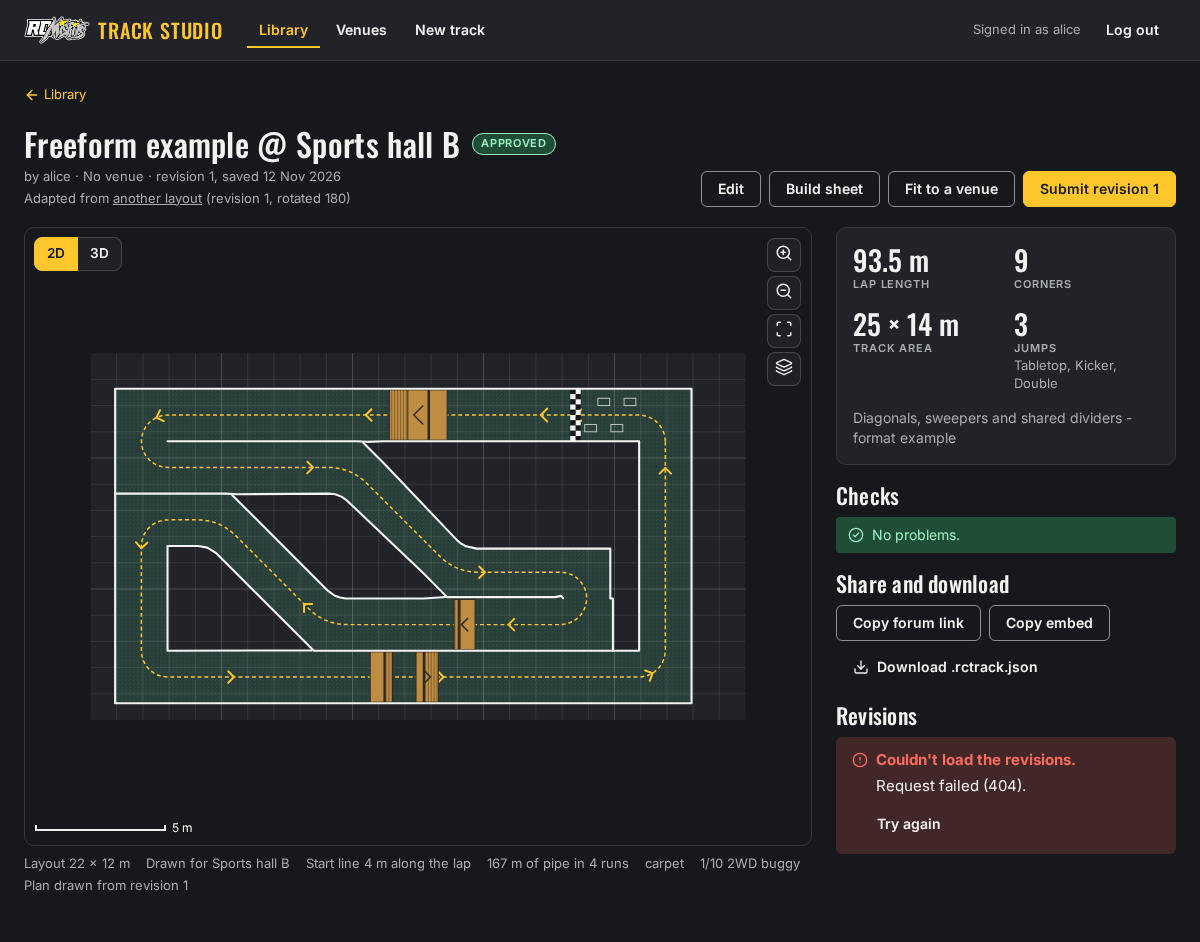 RC
TRACK STUDIO
Library
Venues
New track
Signed in as alice
Log out
Library
Freeform example @ Sports hall B
APPROVED
by alice · No venue · revision 1, saved 12 Nov 2026
Adapted from another layout (revision 1, rotated 180)
Edit
Build sheet
Fit to a venue
Submit revision 1
2D
3D
5 m
Layout 22 × 12 m
Drawn for Sports hall B
Start line 4 m along the lap
167 m of pipe in 4 runs
carpet
1/10 2WD buggy
Plan drawn from revision 1
93.5 m
LAP LENGTH
9
CORNERS
25 × 14 m
TRACK AREA
3
JUMPS
Tabletop, Kicker,
Double
Diagonals, sweepers and shared dividers -
format example
Checks
No problems.
Share and download
Copy forum link
Copy embed
Download .rctrack.json
Revisions
Couldn't load the revisions.
Request failed (404).
Try again